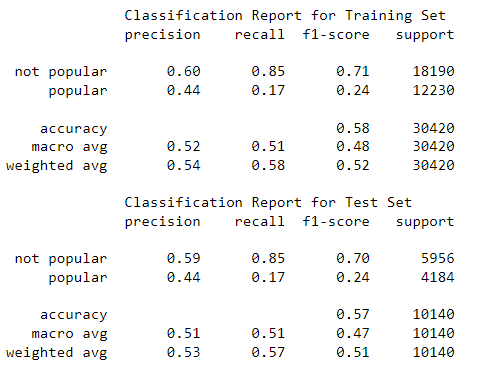 Classification Report for Training Set
precision recall f1-score support
not popular 0.60 0.85 0.71 18190
popular 0.44 0.17 0.24 12230
accuracy 0.58 30420
macro avg 0.52 0.51 0.48 30420
weighted avg 0.54 0.58 0.52 30420
Classification Report for Test Set
precision recall f1-score support
not popular 0.59 0.85 0.70 5956
popular 0.44 0.17 0.24 4184
accuracy 0.57 10140
macro avg 0.51 0.51 0.47 10140
weighted avg 0.53 0.57 0.51 10140